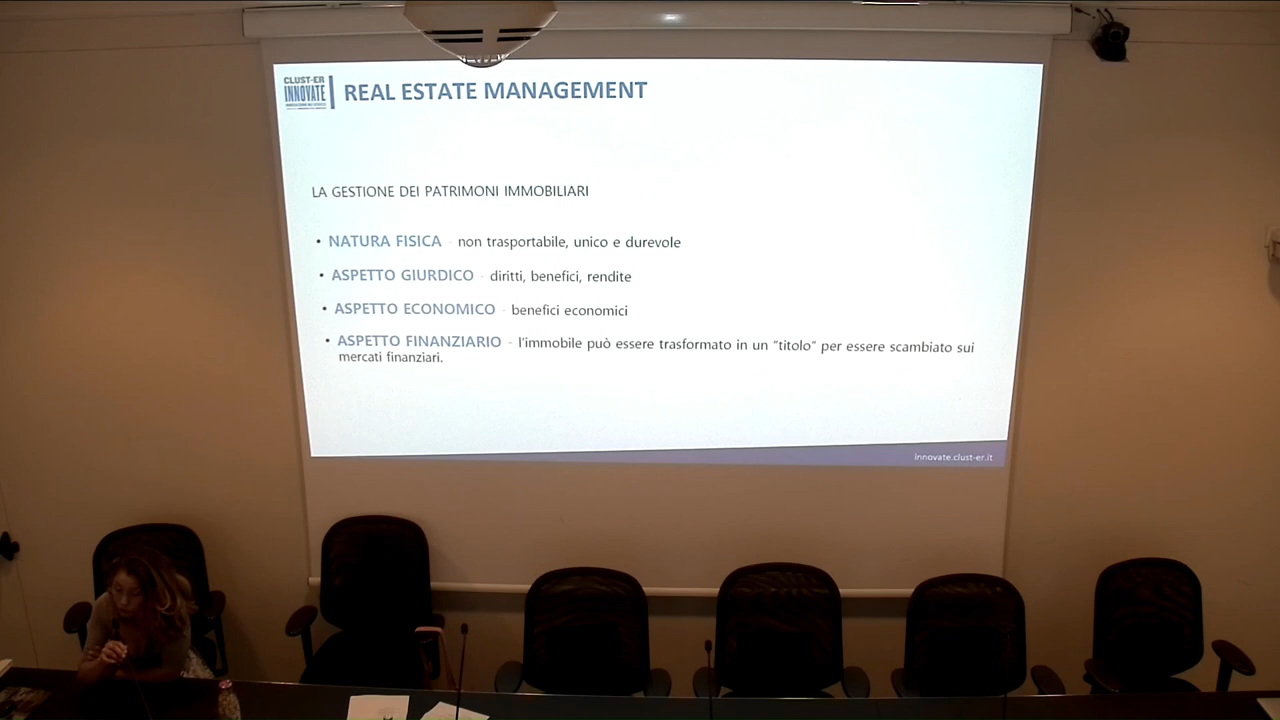 CLUST-ER
INNOVATE
REAL ESTATE MANAGEMENT
LA GESTIONE DEI PATRIMONI IMMOBILIARI
• NATURA FISICA - non trasportabile, unico e durevole
• ASPETTO GIURDICO - diritti, benefici, rendite
• ASPETTO ECONOMICO - benefici economici
• ASPETTO FINANZIARIO - l'immobile può essere trasformato in un "titolo" per essere scambiato sui
mercati finanziari.
innovate.clust-er.it